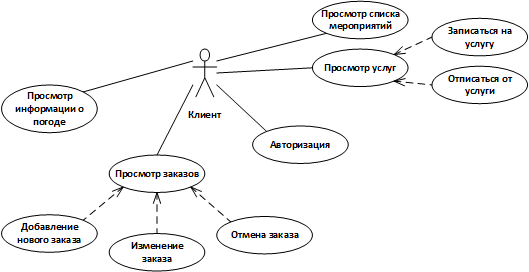 Просмотр списка
мероприятий
Записаться на
услугу
Просмотр услуг
Отписаться от
услуги
Просмотр
информации о
погоде
Клиент
Авторизация
Просмотр заказов
Добавление
нового заказа
Изменение
заказа
Отмена заказа